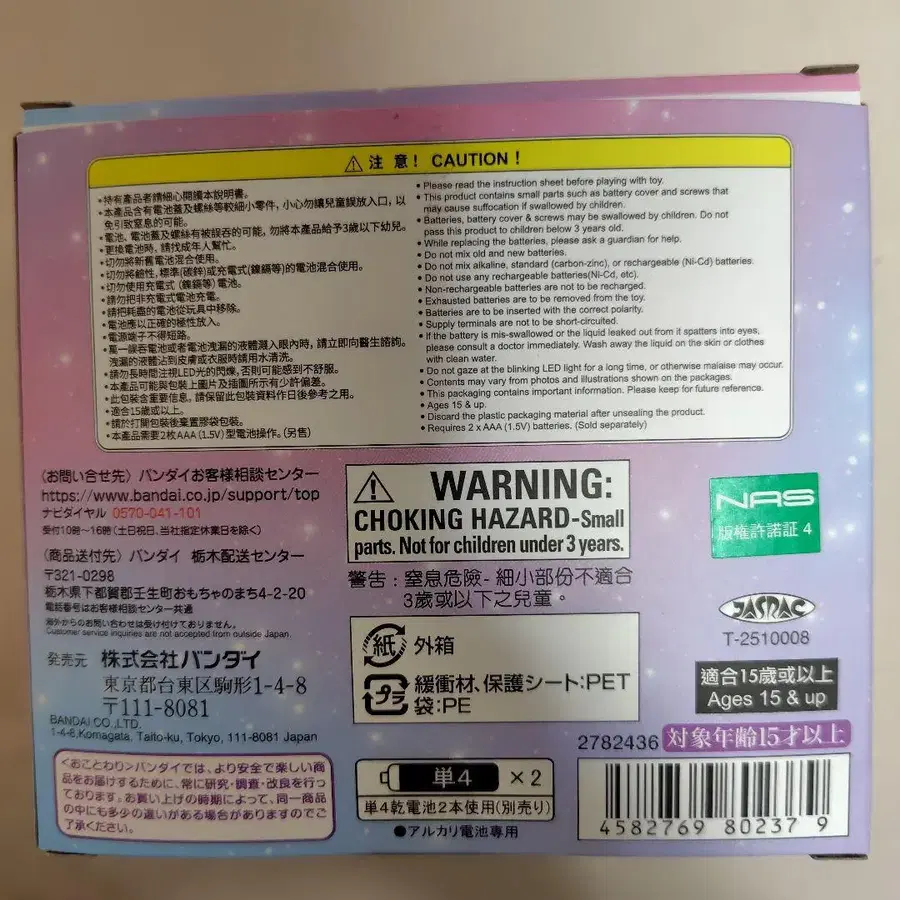 ⚠ 注意! CAUTION!
•持有產品者請細心開續本說明書。
•本產品含有電池蓋及螺絲等較細小零件，小心勿讓兒童誤放入口，以
免引致窒息的可能。
•電池、電池蓋及螺絲有被誤吞的可能。勿將本產品給予3歲以下幼兒。
•更換電池時，請找成年人幫忙。
•切勿將新舊電池混合使用。
•切勿將鹼性，標準(碳鋅)或充電式(鎳鎘等)的電池混合使用。
•切勿使用充電式 (鎳鎘等) 電池。
•請勿把非充電式電池充電。
•請把耗盡的電池從玩具中移除。
•電池應以正確的極性放入。
•電源端子不得短路。
•萬一誤吞電池或者電池洩漏的液體濺入眼內時，請立即向醫生諮詢。
洩漏的液體沾到皮膚或衣服時請用水清洗。
•請勿長時間注視LED光的閃爍，否則可能感到不舒服。
•本產品可能與包裝上圖片及插圖所示有少許偏差。
•此包裝含重要信息。請保留此包裝資料作日後參考之用。
•適合15歲或以上。
•請於打開包裝後棄置膠袋包裝。
•本產品需要2枚AAA (1.5V) 型電池操作。(另售)
• Please read the instruction sheet before playing with toy.
• This product contains small parts such as battery cover and screws that
may cause suffocation if swallowed by children.
• Batteries, battery cover & screws may be swallowed by children. Do not
pass this product to children below 3 years old.
• While replacing the batteries, please ask a guardian for help.
• Do not mix old and new batteries.
• Do not mix alkaline, standard (carbon-zinc), or rechargeable (Ni-Cd) batteries.
• Do not use any rechargeable batteries(Ni-Cd, etc).
• Non-rechargeable batteries are not to be recharged.
• Exhausted batteries are to be removed from the toy.
• Batteries are to be inserted with the correct polarity.
• Supply terminals are not to be short-circuited.
• If the battery is mis-swallowed or the liquid leaked out from it spatters into eyes,
please consult a doctor immediately. Wash away the liquid on the skin or clothes
with clean water.
• Do not gaze at the blinking LED light for a long time, or otherwise malaise may occur.
• Contents may vary from photos and illustrations shown on the packages.
• This packaging contains important information. Please keep for future reference.
• Ages 15 & up.
• Discard the plastic packaging material after unsealing the product.
• Requires 2 x AAA (1.5V) batteries. (Sold separately)
〈お問い合せ先〉バンダイお客様相談センター
https://www.bandai.co.jp/support/top
ナビダイヤル 0570-041-101
受付10時～16時(土日祝日、当社指定休業日を除く)
〈商品送付先〉バンダイ 栃木配送センター
〒321-0298
栃木県下都賀郡壬生町おもちゃのまち4-2-20
電話番号はお客様相談センター共通
海外からのお問い合わせは受け付けておりません。
Customer service inquiries are not accepted from outside Japan.
発売元 株式会社バンダイ
東京都台東区駒形1-4-8
〒111-8081
BANDAI CO.,LTD.
1-4-8,Komagata, Taito-ku, Tokyo, 111-8081 Japan
〈おことわり〉バンダイでは、より安全で楽しい商
品をお届けするために、常に研究・調査・改良を行っ
ております。お買い上げの時期によって、同一商品
の中にも多少の違いがある場合がありますのでご
了承ください。
⚠ WARNING:
CHOKING HAZARD-Small
parts. Not for children under 3 years.
警告 : 窒息危險- 細小部份不適合
3歲或以下之兒童。
紙 外箱
プラ 緩衝材、保護シート:PET
袋:PE
単4 ×2
単4乾電池2本使用(別売り)
●アルカリ電池専用
NAS
版権許諾証 4
JASRAC
T-2510008
適合15歲或以上
Ages 15 & up
2782436 対象年齢15才以上
4582769 80237 9